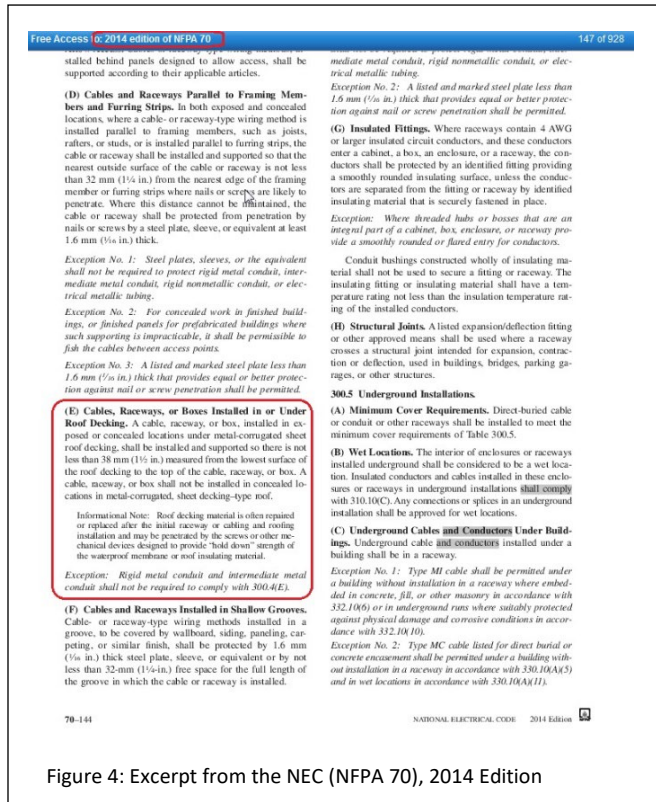 Free Access to: 2014 edition of NFPA 70
147 of 928
stalled behind panels designed to allow access, shall be
supported according to their applicable articles.
(D) Cables and Raceways Parallel to Framing Mem-
bers and Furring Strips. In both exposed and concealed
locations, where a cable- or raceway-type wiring method is
installed parallel to framing members, such as joists,
rafters, or studs, or is installed parallel to furring strips, the
cable or raceway shall be installed and supported so that the
nearest outside surface of the cable or raceway is not less
than 32 mm (1¼ in.) from the nearest edge of the framing
member or furring strips where nails or screws are likely to
penetrate. Where this distance cannot be maintained, the
cable or raceway shall be protected from penetration by
nails or screws by a steel plate, sleeve, or equivalent at least
1.6 mm (1/16 in.) thick.
Exception No. 1: Steel plates, sleeves, or the equivalent
shall not be required to protect rigid metal conduit, inter-
mediate metal conduit, rigid nonmetallic conduit, or elec-
trical metallic tubing.
Exception No. 2: For concealed work in finished build-
ings, or finished panels for prefabricated buildings where
such supporting is impracticable, it shall be permissible to
fish the cables between access points.
Exception No. 3: A listed and marked steel plate less than
1.6 mm (1/16 in.) thick that provides equal or better protec-
tion against nail or screw penetration shall be permitted.
(E) Cables, Raceways, or Boxes Installed in or Under
Roof Decking. A cable, raceway, or box, installed in ex-
posed or concealed locations under metal-corrugated sheet
roof decking, shall be installed and supported so there is not
less than 38 mm (1½ in.) measured from the lowest surface of
the roof decking to the top of the cable, raceway, or box. A
cable, raceway, or box shall not be installed in concealed lo-
cations in metal-corrugated, sheet decking–type roof.
Informational Note: Roof decking material is often repaired
or replaced after the initial raceway or cabling and roofing
installation and may be penetrated by the screws or other me-
chanical devices designed to provide "hold down" strength of
the waterproof membrane or roof insulating material.
Exception: Rigid metal conduit and intermediate metal
conduit shall not be required to comply with 300.4(E).
(F) Cables and Raceways Installed in Shallow Grooves.
Cable- or raceway-type wiring methods installed in a
groove, to be covered by wallboard, siding, paneling, car-
peting, or similar finish, shall be protected by 1.6 mm
(1/16 in.) thick steel plate, sleeve, or equivalent or by not
less than 32-mm (1¼-in.) free space for the full length of
the groove in which the cable or raceway is installed.
mediate metal conduit, rigid nonmetallic conduit, or elec-
trical metallic tubing.
Exception No. 2: A listed and marked steel plate less than
1.6 mm (1/16 in.) thick that provides equal or better protec-
tion against nail or screw penetration shall be permitted.
(G) Insulated Fittings. Where raceways contain 4 AWG
or larger insulated circuit conductors, and these conductors
enter a cabinet, a box, an enclosure, or a raceway, the con-
ductors shall be protected by an identified fitting providing
a smoothly rounded insulating surface, unless the conduc-
tors are separated from the fitting or raceway by identified
insulating material that is securely fastened in place.
Exception: Where threaded hubs or bosses that are an
integral part of a cabinet, box, enclosure, or raceway pro-
vide a smoothly rounded or flared entry for conductors.
Conduit bushings constructed wholly of insulating ma-
terial shall not be used to secure a fitting or raceway. The
insulating fitting or insulating material shall have a tem-
perature rating not less than the insulation temperature rat-
ing of the installed conductors.
(H) Structural Joints. A listed expansion/deflection fitting
or other approved means shall be used where a raceway
crosses a structural joint intended for expansion, contrac-
tion or deflection, used in buildings, bridges, parking ga-
rages, or other structures.
300.5 Underground Installations.
(A) Minimum Cover Requirements. Direct-buried cable
or conduit or other raceways shall be installed to meet the
minimum cover requirements of Table 300.5.
(B) Wet Locations. The interior of enclosures or raceways
installed underground shall be considered to be a wet loca-
tion. Insulated conductors and cables installed in these enclo-
sures or raceways in underground installations shall comply
with 310.10(C). Any connections or splices in an underground
installation shall be approved for wet locations.
(C) Underground Cables and Conductors Under Build-
ings. Underground cable and conductors installed under a
building shall be in a raceway.
Exception No. 1: Type MI cable shall be permitted under
a building without installation in a raceway where embed-
ded in concrete, fill, or other masonry in accordance with
332.10(6) or in underground runs where suitably protected
against physical damage and corrosive conditions in accor-
dance with 332.10(10).
Exception No. 2: Type MC cable listed for direct burial or
concrete encasement shall be permitted under a building with-
out installation in a raceway in accordance with 330.10(A)(5)
and in wet locations in accordance with 330.10(A)(11).
70–144
NATIONAL ELECTRICAL CODE 2014 Edition
Figure 4: Excerpt from the NEC (NFPA 70), 2014 Edition